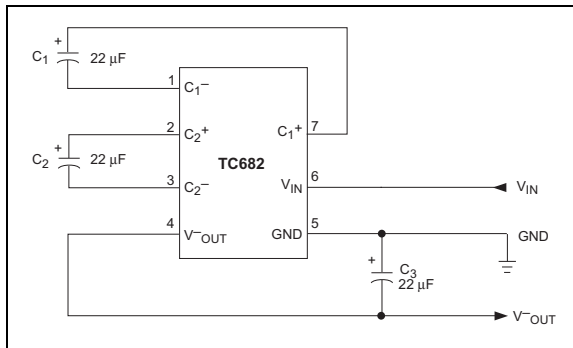 +
C1 22 µF
1 C1–
2 C2+
C1+ 7
+
C2 22 µF
TC682
3 C2–
VIN 6
VIN
4 V–OUT
GND 5
GND
+
C3
22 µF
V–OUT